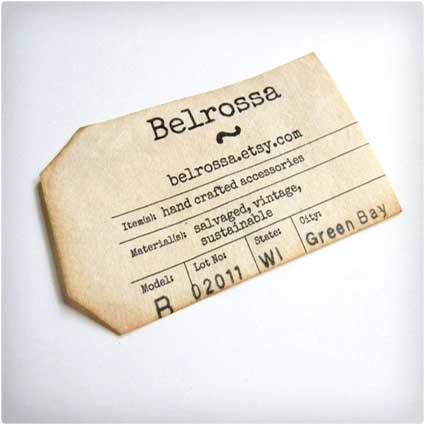 Belrossa
~
belrossa.etsy.com
Item(s): hand crafted accessories
Material(s): salvaged, vintage,
sustainable
Model: Lot No: State: City:
B 02011 WI Green Bay